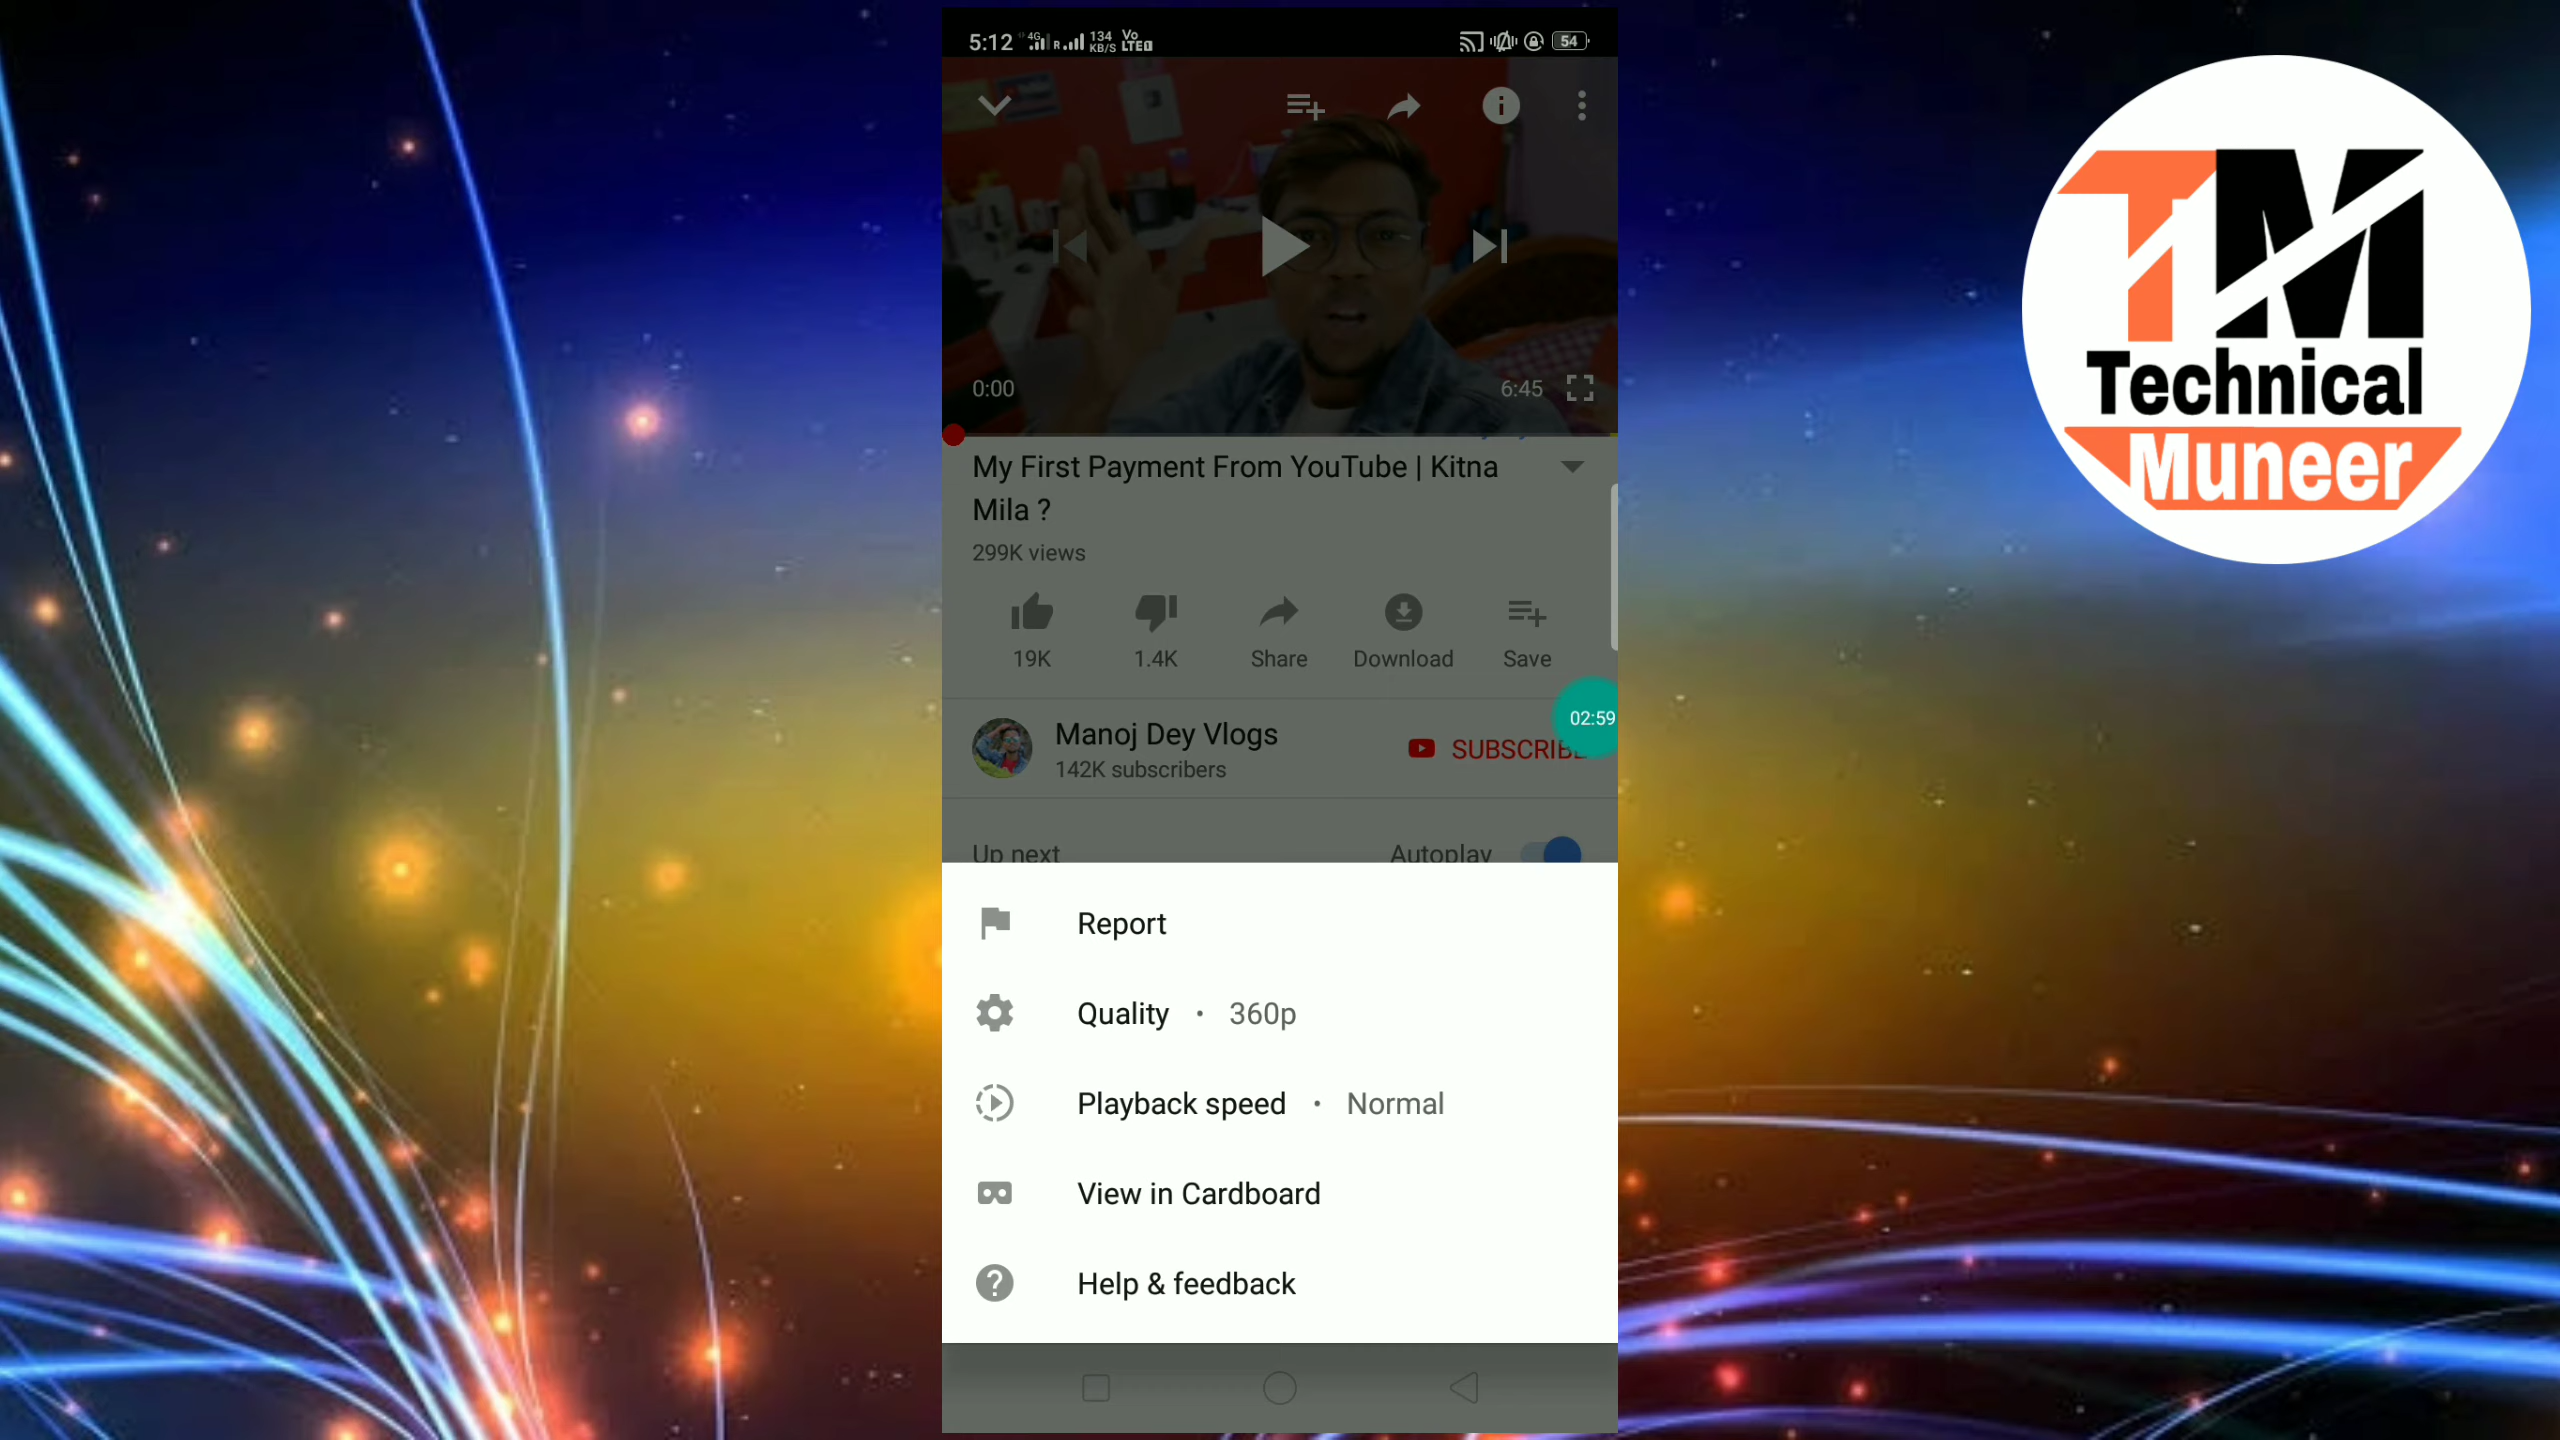 5:12 4G R 134 KB/S Vo LTE 54
0:00 6:45
My First Payment From YouTube | Kitna
Mila ?
299K views
19K 1.4K Share Download Save
Manoj Dey Vlogs
142K subscribers
SUBSCRIBE
02:59
Up next Autoplay
Report
Quality • 360p
Playback speed • Normal
View in Cardboard
Help & feedback
TM
Technical
Muneer